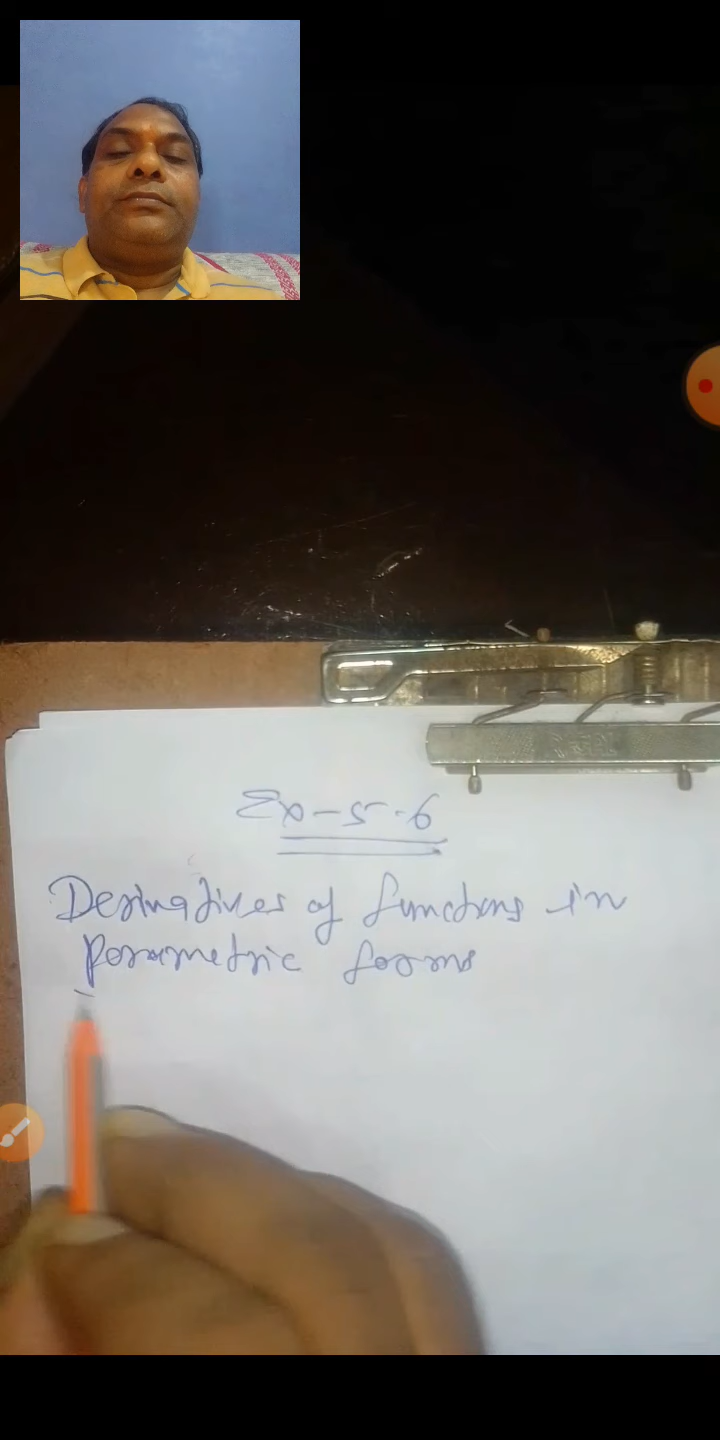 Ex-5.6
Derivatives of functions in
Parametric forms